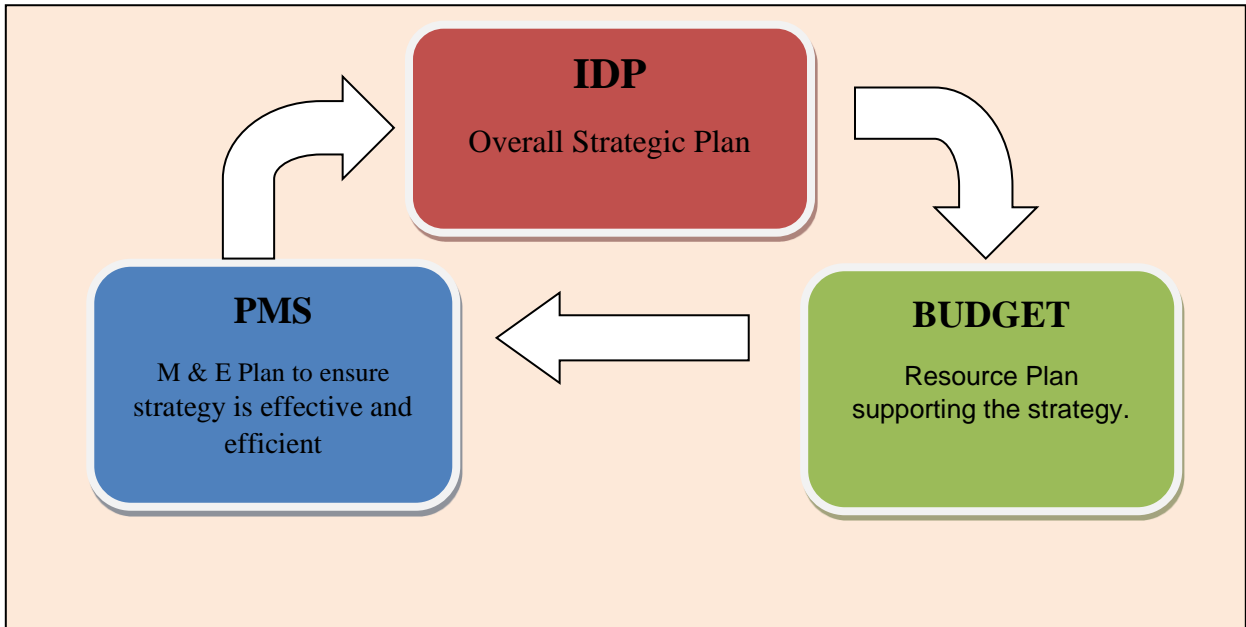 IDP
Overall Strategic Plan
PMS
M & E Plan to ensure
strategy is effective and
efficient
BUDGET
Resource Plan
supporting the strategy.